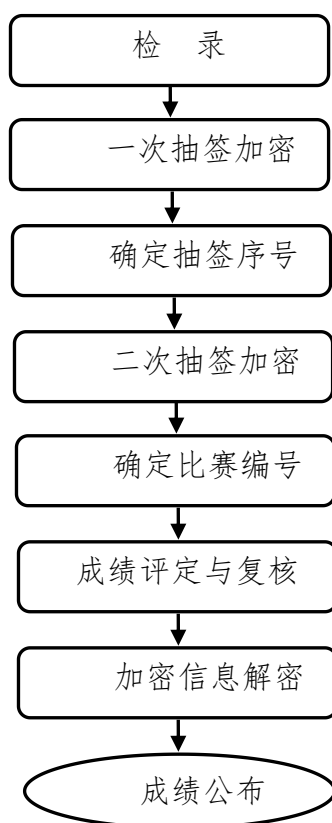 检 录
一次抽签加密
确定抽签序号
二次抽签加密
确定比赛编号
成绩评定与复核
加密信息解密
成绩公布